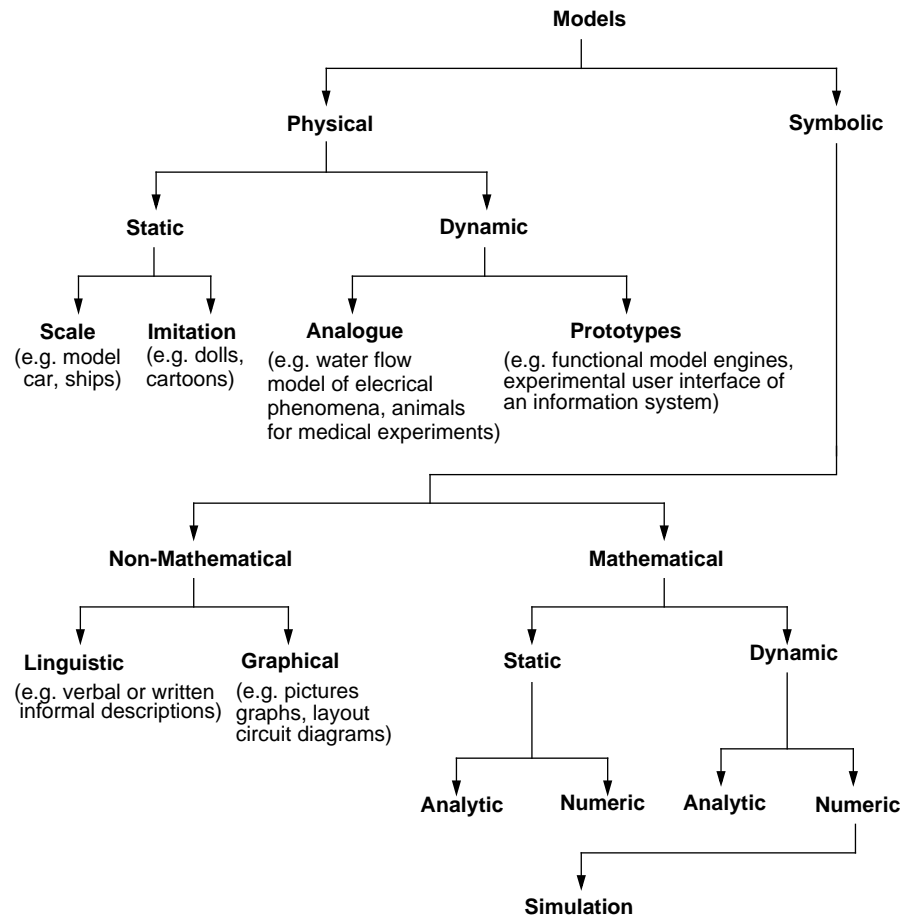 Models
Physical
Symbolic
Static
Dynamic
Scale
(e.g. model
car, ships)
Imitation
(e.g. dolls,
cartoons)
Analogue
(e.g. water flow
model of elecrical
phenomena, animals
for medical experiments)
Prototypes
(e.g. functional model engines,
experimental user interface of
an information system)
Non-Mathematical
Mathematical
Linguistic
(e.g. verbal or written
informal descriptions)
Graphical
(e.g. pictures
graphs, layout
circuit diagrams)
Static
Dynamic
Analytic
Numeric
Analytic
Numeric
Simulation